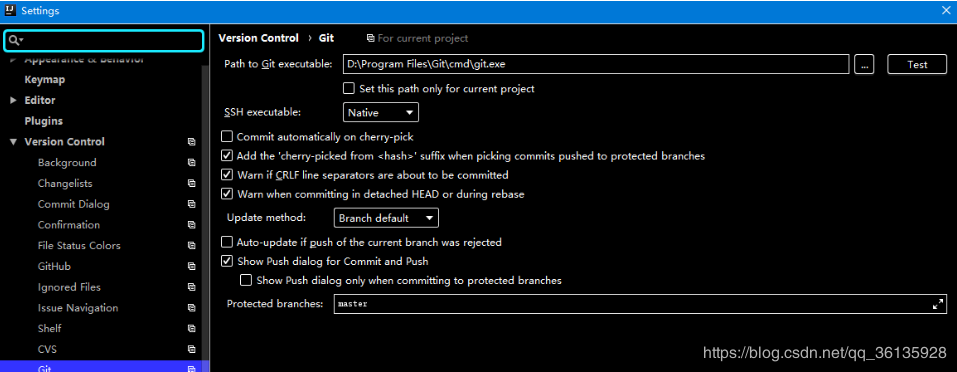 Settings
Appearance & Behavior
Keymap
Editor
Plugins
Version Control
Background
Changelists
Commit Dialog
Confirmation
File Status Colors
GitHub
Ignored Files
Issue Navigation
Shelf
CVS
Git
Version Control › Git
For current project
Path to Git executable: D:\Program Files\Git\cmd\git.exe ... Test
Set this path only for current project
SSH executable: Native
Commit automatically on cherry-pick
Add the 'cherry-picked from <hash>' suffix when picking commits pushed to protected branches
Warn if CRLF line separators are about to be committed
Warn when committing in detached HEAD or during rebase
Update method: Branch default
Auto-update if push of the current branch was rejected
Show Push dialog for Commit and Push
Show Push dialog only when committing to protected branches
Protected branches: master
https://blog.csdn.net/qq_36135928